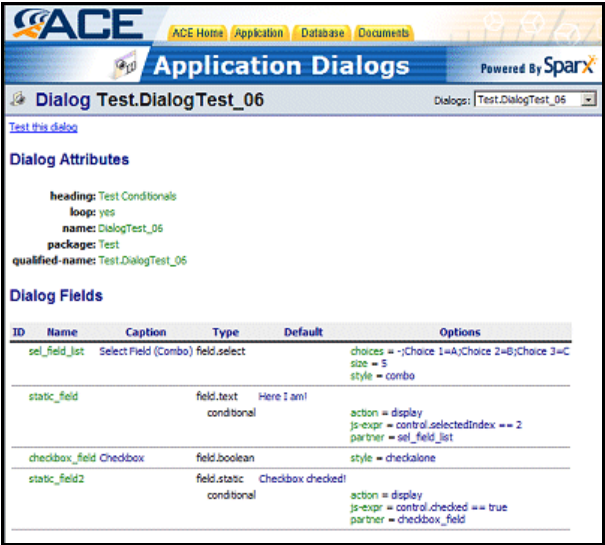 ACE
ACE Home Application Database Documents
Application Dialogs
Powered By Sparx
Dialog Test.DialogTest_06
Dialogs: Test.DialogTest_06
Test this dialog
Dialog Attributes
heading: Test Conditionals
loop: yes
name: DialogTest_06
package: Test
qualified-name: Test.DialogTest_06
Dialog Fields
ID Name Caption Type Default Options
sel_field_list Select Field (Combo) field.select choices = -;Choice 1=A;Choice 2=B;Choice 3=C
size = 5
style = combo
static_field field.text Here I am!
conditional action = display
js-expr = control.selectedIndex == 2
partner = sel_field_list
checkbox_field Checkbox field.boolean style = checkalone
static_field2 field.static Checkbox checked!
conditional action = display
js-expr = control.checked == true
partner = checkbox_field